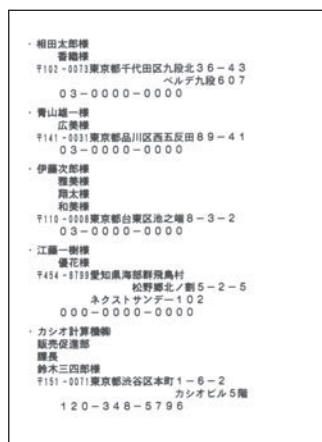 ・相田太郎様
香織様
〒102-0073東京都千代田区九段北３６－４３
ベルデ九段６０７
０３－００００－００００
・青山雄一様
広美様
〒141-0031東京都品川区西五反田８９－４１
０３－００００－００００
・伊藤次郎様
雅美様
翔太様
和美様
〒110-0008東京都台東区池之端８－３－２
０３－００００－００００
・江藤一樹様
優花様
〒454-8799愛知県海部群飛鳥村
松野郷北ノ割５－２－５
ネクストサンデー１０２
０００－００００－００００
・カシオ計算機㈱
販売促進部
課長
鈴木三四郎様
〒151-0071東京都渋谷区本町１－６－２
カシオビル５階
１２０－３４８－５７９６